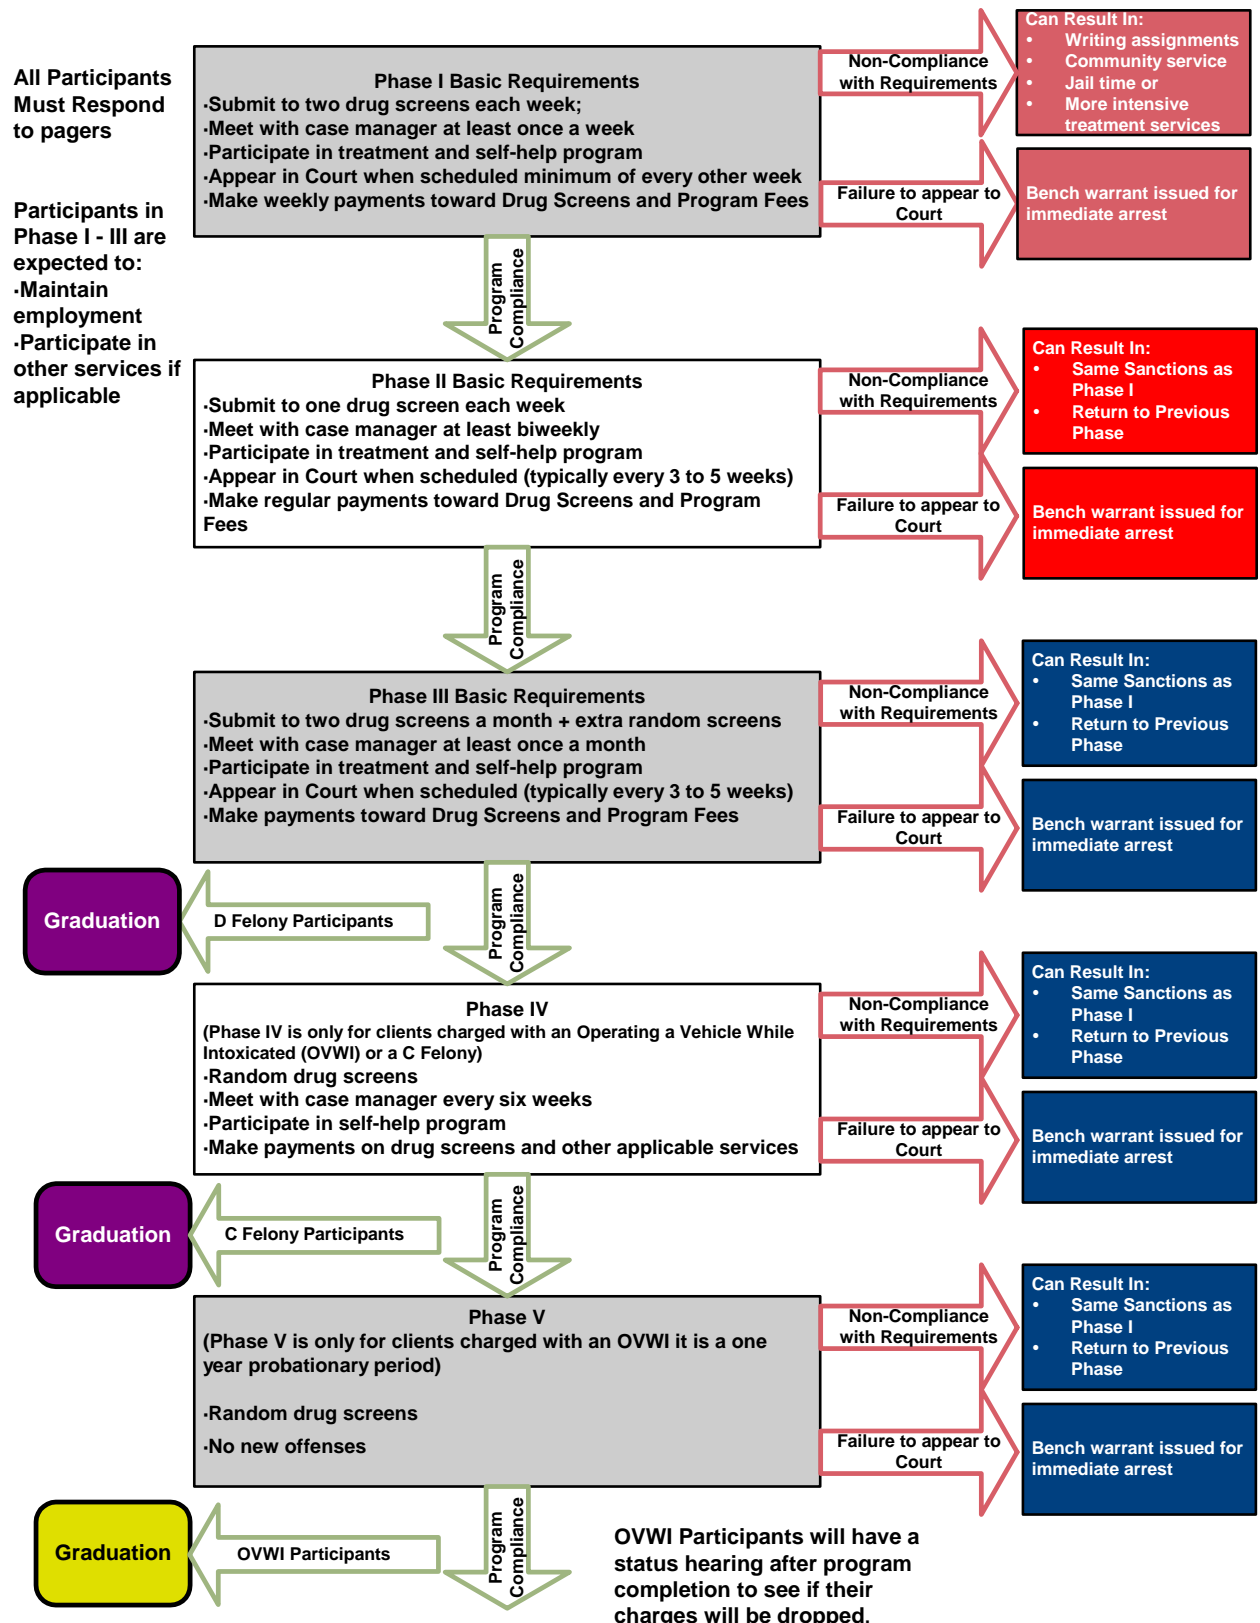 All Participants
Must Respond
to pagers
Participants in
Phase I - III are
expected to:
·Maintain
employment
·Participate in
other services if
applicable
Phase I Basic Requirements
·Submit to two drug screens each week;
·Meet with case manager at least once a week
·Participate in treatment and self-help program
·Appear in Court when scheduled minimum of every other week
·Make weekly payments toward Drug Screens and Program Fees
Non-Compliance
with Requirements
Can Result In:
• Writing assignments
• Community service
• Jail time or
• More intensive
treatment services
Failure to appear to
Court
Bench warrant issued for
immediate arrest
Program
Compliance
Phase II Basic Requirements
·Submit to one drug screen each week
·Meet with case manager at least biweekly
·Participate in treatment and self-help program
·Appear in Court when scheduled (typically every 3 to 5 weeks)
·Make regular payments toward Drug Screens and Program
Fees
Non-Compliance
with Requirements
Can Result In:
• Same Sanctions as
Phase I
• Return to Previous
Phase
Failure to appear to
Court
Bench warrant issued for
immediate arrest
Program
Compliance
Phase III Basic Requirements
·Submit to two drug screens a month + extra random screens
·Meet with case manager at least once a month
·Participate in treatment and self-help program
·Appear in Court when scheduled (typically every 3 to 5 weeks)
·Make payments toward Drug Screens and Program Fees
Non-Compliance
with Requirements
Can Result In:
• Same Sanctions as
Phase I
• Return to Previous
Phase
Failure to appear to
Court
Bench warrant issued for
immediate arrest
Program
Compliance
D Felony Participants
Graduation
Phase IV
(Phase IV is only for clients charged with an Operating a Vehicle While
Intoxicated (OVWI) or a C Felony)
·Random drug screens
·Meet with case manager every six weeks
·Participate in self-help program
·Make payments on drug screens and other applicable services
Non-Compliance
with Requirements
Can Result In:
• Same Sanctions as
Phase I
• Return to Previous
Phase
Failure to appear to
Court
Bench warrant issued for
immediate arrest
Program
Compliance
C Felony Participants
Graduation
Phase V
(Phase V is only for clients charged with an OVWI it is a one
year probationary period)
·Random drug screens
·No new offenses
Non-Compliance
with Requirements
Can Result In:
• Same Sanctions as
Phase I
• Return to Previous
Phase
Failure to appear to
Court
Bench warrant issued for
immediate arrest
Program
Compliance
OVWI Participants
Graduation
OVWI Participants will have a
status hearing after program
completion to see if their
charges will be dropped.